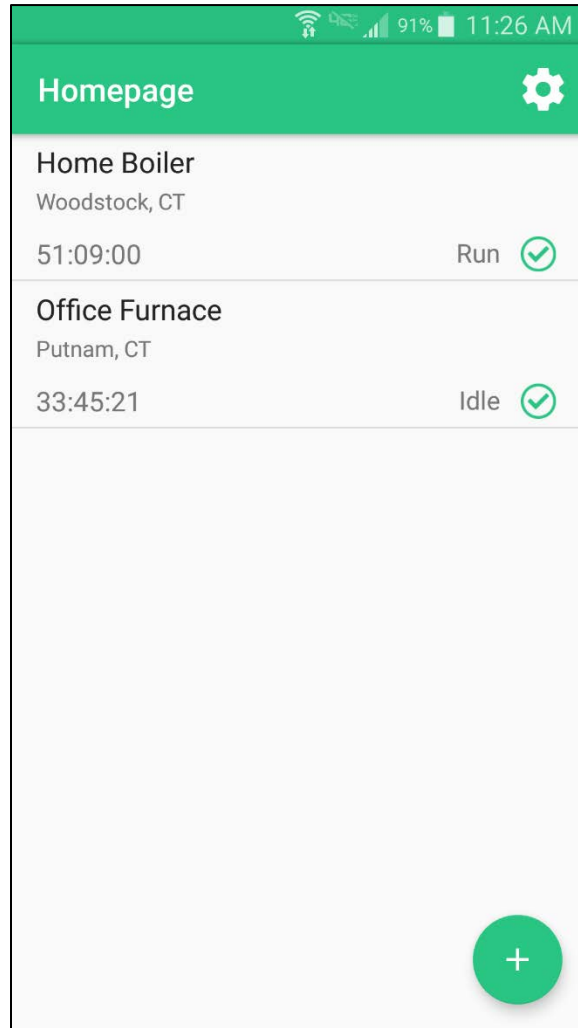 91% 11:26 AM
Homepage
Home Boiler
Woodstock, CT
51:09:00 Run
Office Furnace
Putnam, CT
33:45:21 Idle
+